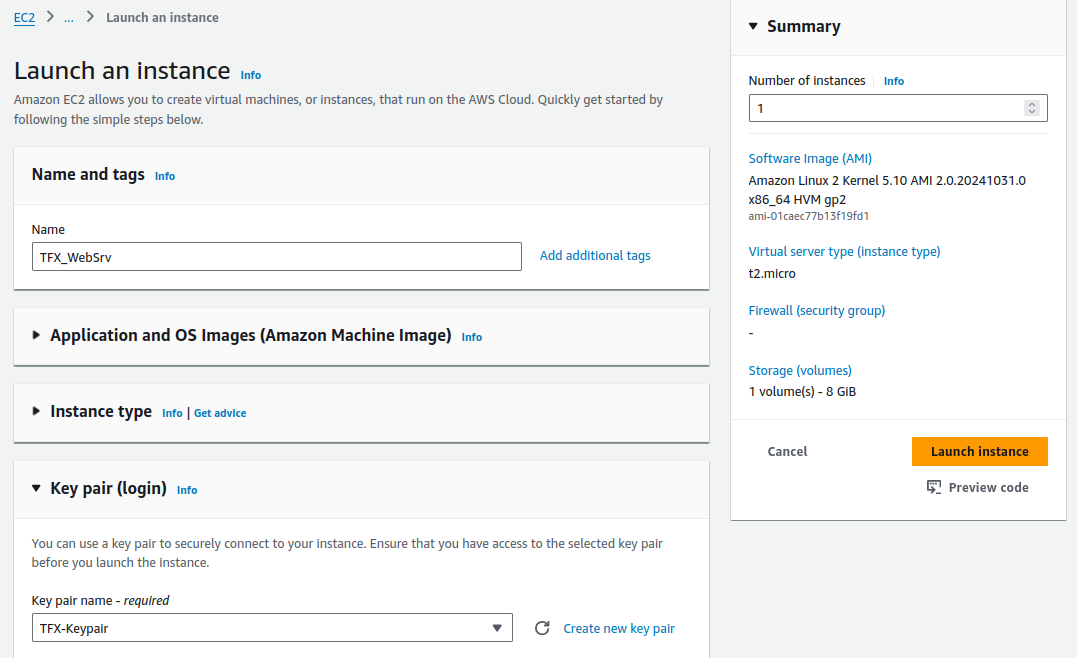 EC2 > ... > Launch an instance
Launch an instance Info
Amazon EC2 allows you to create virtual machines, or instances, that run on the AWS Cloud. Quickly get started by
following the simple steps below.
Name and tags Info
Name
TFX_WebSrv
Add additional tags
Application and OS Images (Amazon Machine Image) Info
Instance type Info | Get advice
Key pair (login) Info
You can use a key pair to securely connect to your instance. Ensure that you have access to the selected key pair
before you launch the instance.
Key pair name - required
TFX-Keypair
Create new key pair
Summary
Number of instances Info
1
Software Image (AMI)
Amazon Linux 2 Kernel 5.10 AMI 2.0.20241031.0
x86_64 HVM gp2
ami-01caec77b13f19fd1
Virtual server type (instance type)
t2.micro
Firewall (security group)
-
Storage (volumes)
1 volume(s) - 8 GiB
Cancel
Launch instance
Preview code